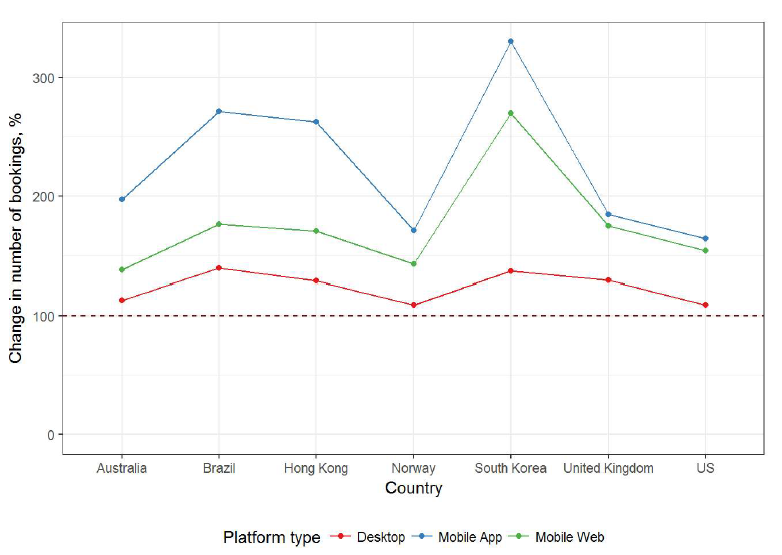 Change in number of bookings, %
300
200
100
0
Australia Brazil Hong Kong Norway South Korea United Kingdom US
Country
Platform type Desktop Mobile App Mobile Web